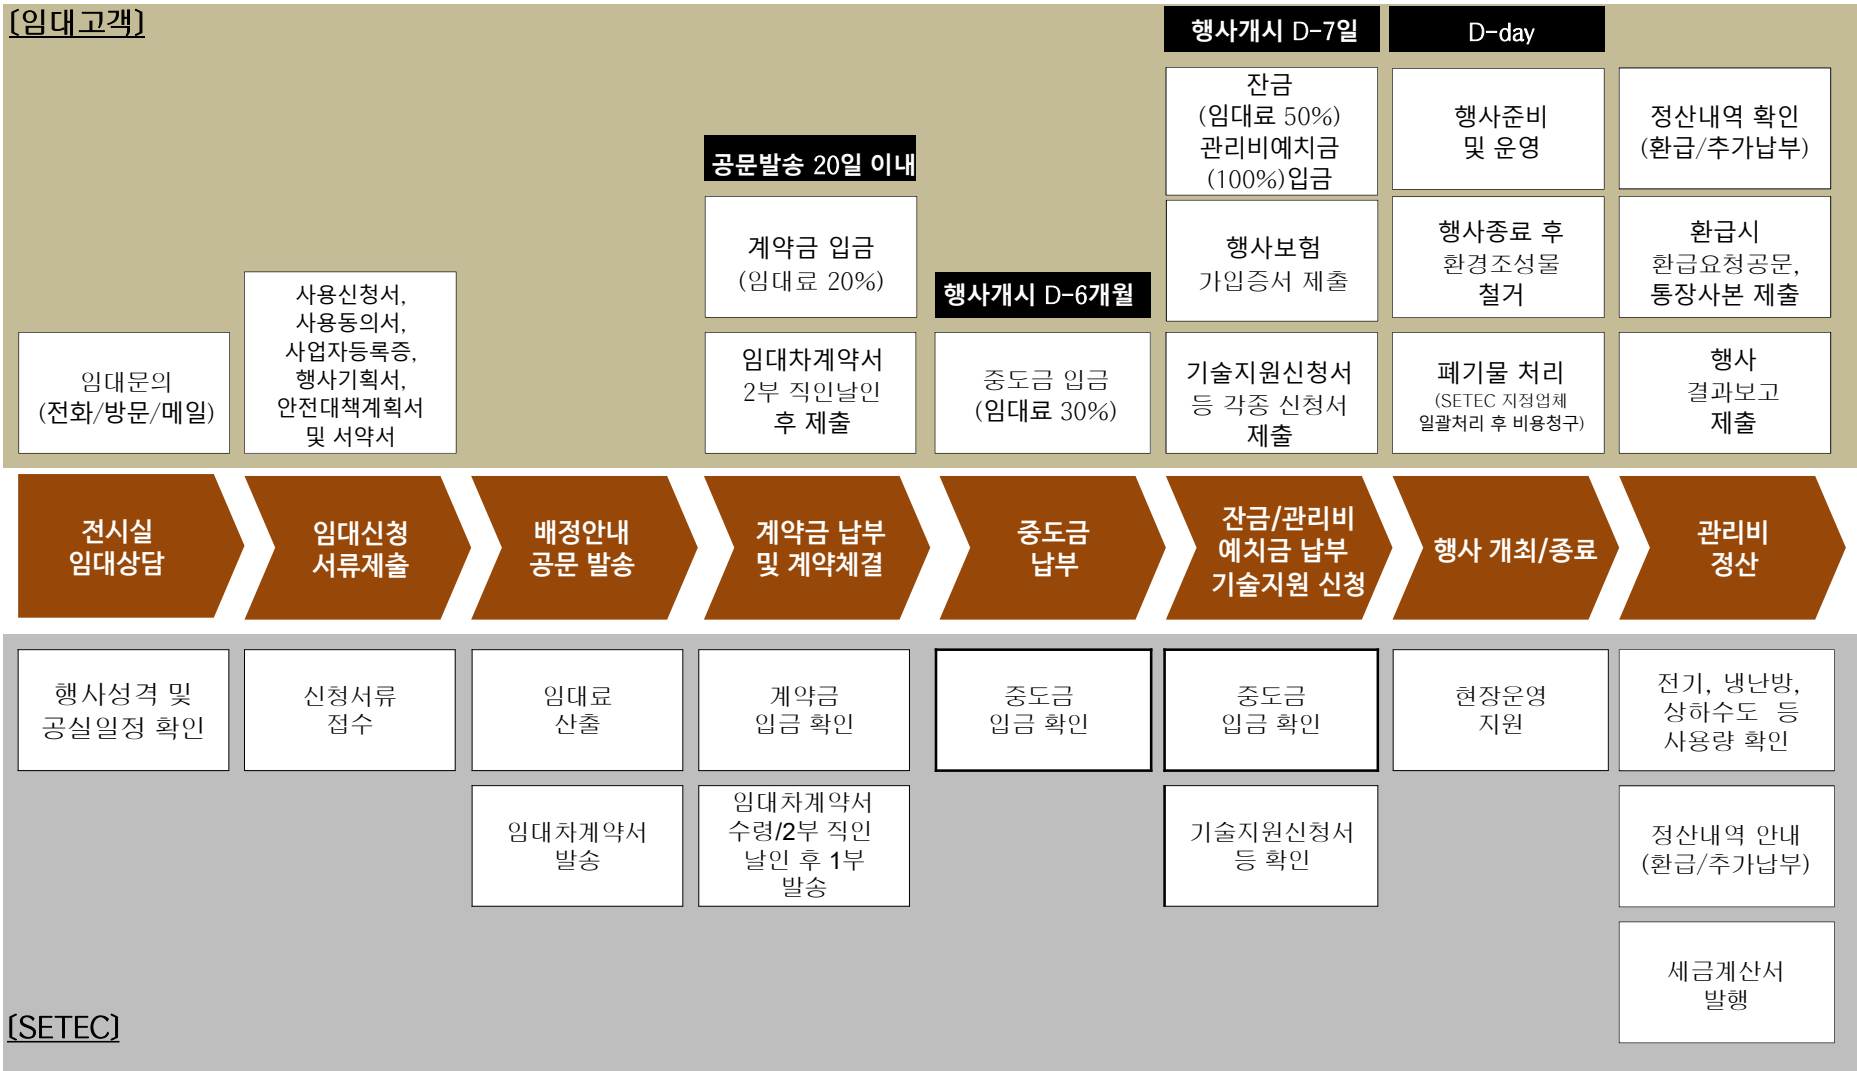 [임대고객]
행사개시 D-7일
D-day
잔금
(임대료 50%)
관리비예치금
(100%)입금
행사준비
및 운영
정산내역 확인
(환급/추가납부)
공문발송 20일 이내
계약금 입금
(임대료 20%)
행사보험
가입증서 제출
행사종료 후
환경조성물
철거
환급시
환급요청공문,
통장사본 제출
행사개시 D-6개월
임대문의
(전화/방문/메일)
사용신청서,
사용동의서,
사업자등록증,
행사기획서,
안전대책계획서
및 서약서
임대차계약서
2부 직인날인
후 제출
중도금 입금
(임대료 30%)
기술지원신청서
등 각종 신청서
제출
폐기물 처리
(SETEC 지정업체
일괄처리 후 비용청구)
행사
결과보고
제출
전시실
임대상담
임대신청
서류제출
배정안내
공문 발송
계약금 납부
및 계약체결
중도금
납부
잔금/관리비
예치금 납부
기술지원 신청
행사 개최/종료
관리비
정산
행사성격 및
공실일정 확인
신청서류
접수
임대료
산출
계약금
입금 확인
중도금
입금 확인
중도금
입금 확인
현장운영
지원
전기, 냉난방,
상하수도 등
사용량 확인
임대차계약서
발송
임대차계약서
수령/2부 직인
날인 후 1부
발송
기술지원신청서
등 확인
정산내역 안내
(환급/추가납부)
세금계산서
발행
[SETEC]